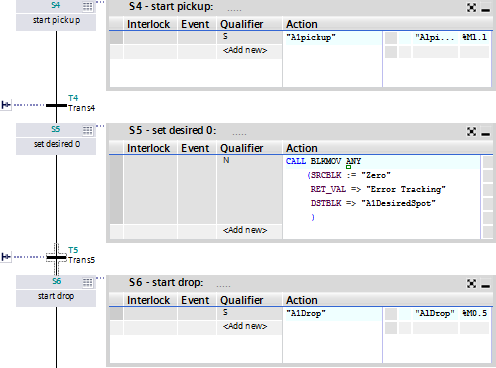 S4
start pickup
S4 - start pickup: .....
Interlock Event Qualifier Action
S "A1pickup" "A1pi... %M1.1
<Add new>
T4
Trans4
S5
set desired 0
S5 - set desired 0: .....
Interlock Event Qualifier Action
N CALL BLKMOV ANY
(SRCBLK := "Zero"
RET_VAL => "Error Tracking"
DSTBLK => "A1DesiredSpot"
)
<Add new>
T5
Trans5
S6
start drop
S6 - start drop: .....
Interlock Event Qualifier Action
S "A1Drop" "A1Drop" %M0.5
<Add new>